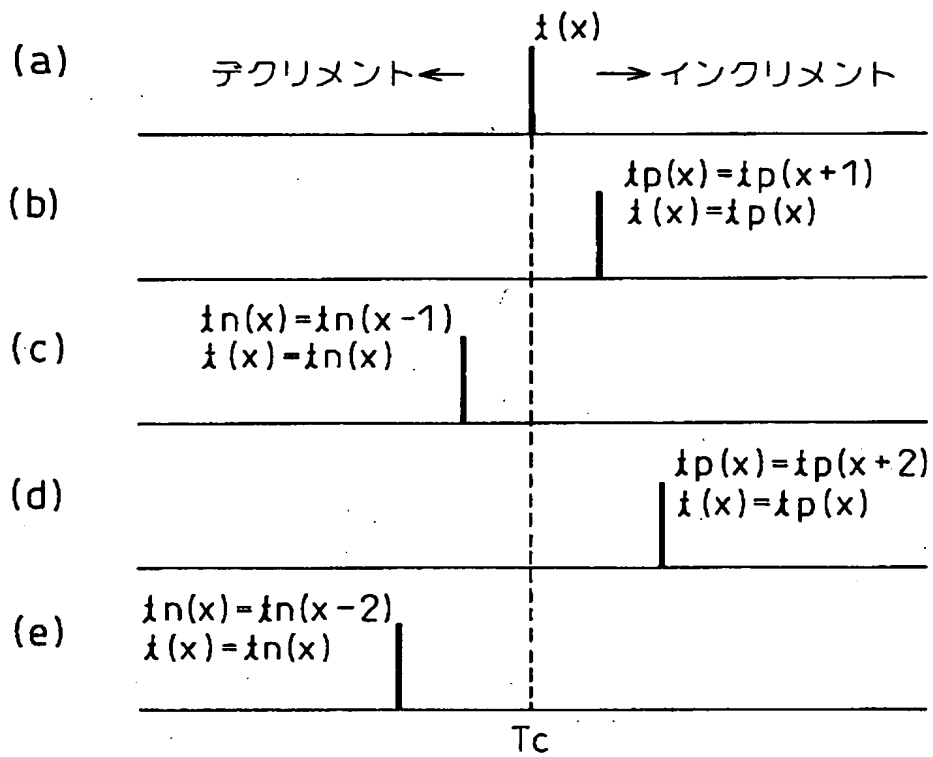 (a)
t(x)
デクリメント← →インクリメント
(b)
tp(x)=tp(x+1)
t(x)=tp(x)
(c)
tn(x)=tn(x-1)
t(x)=tn(x)
(d)
tp(x)=tp(x+2)
t(x)=tp(x)
(e)
tn(x)=tn(x-2)
t(x)=tn(x)
Tc